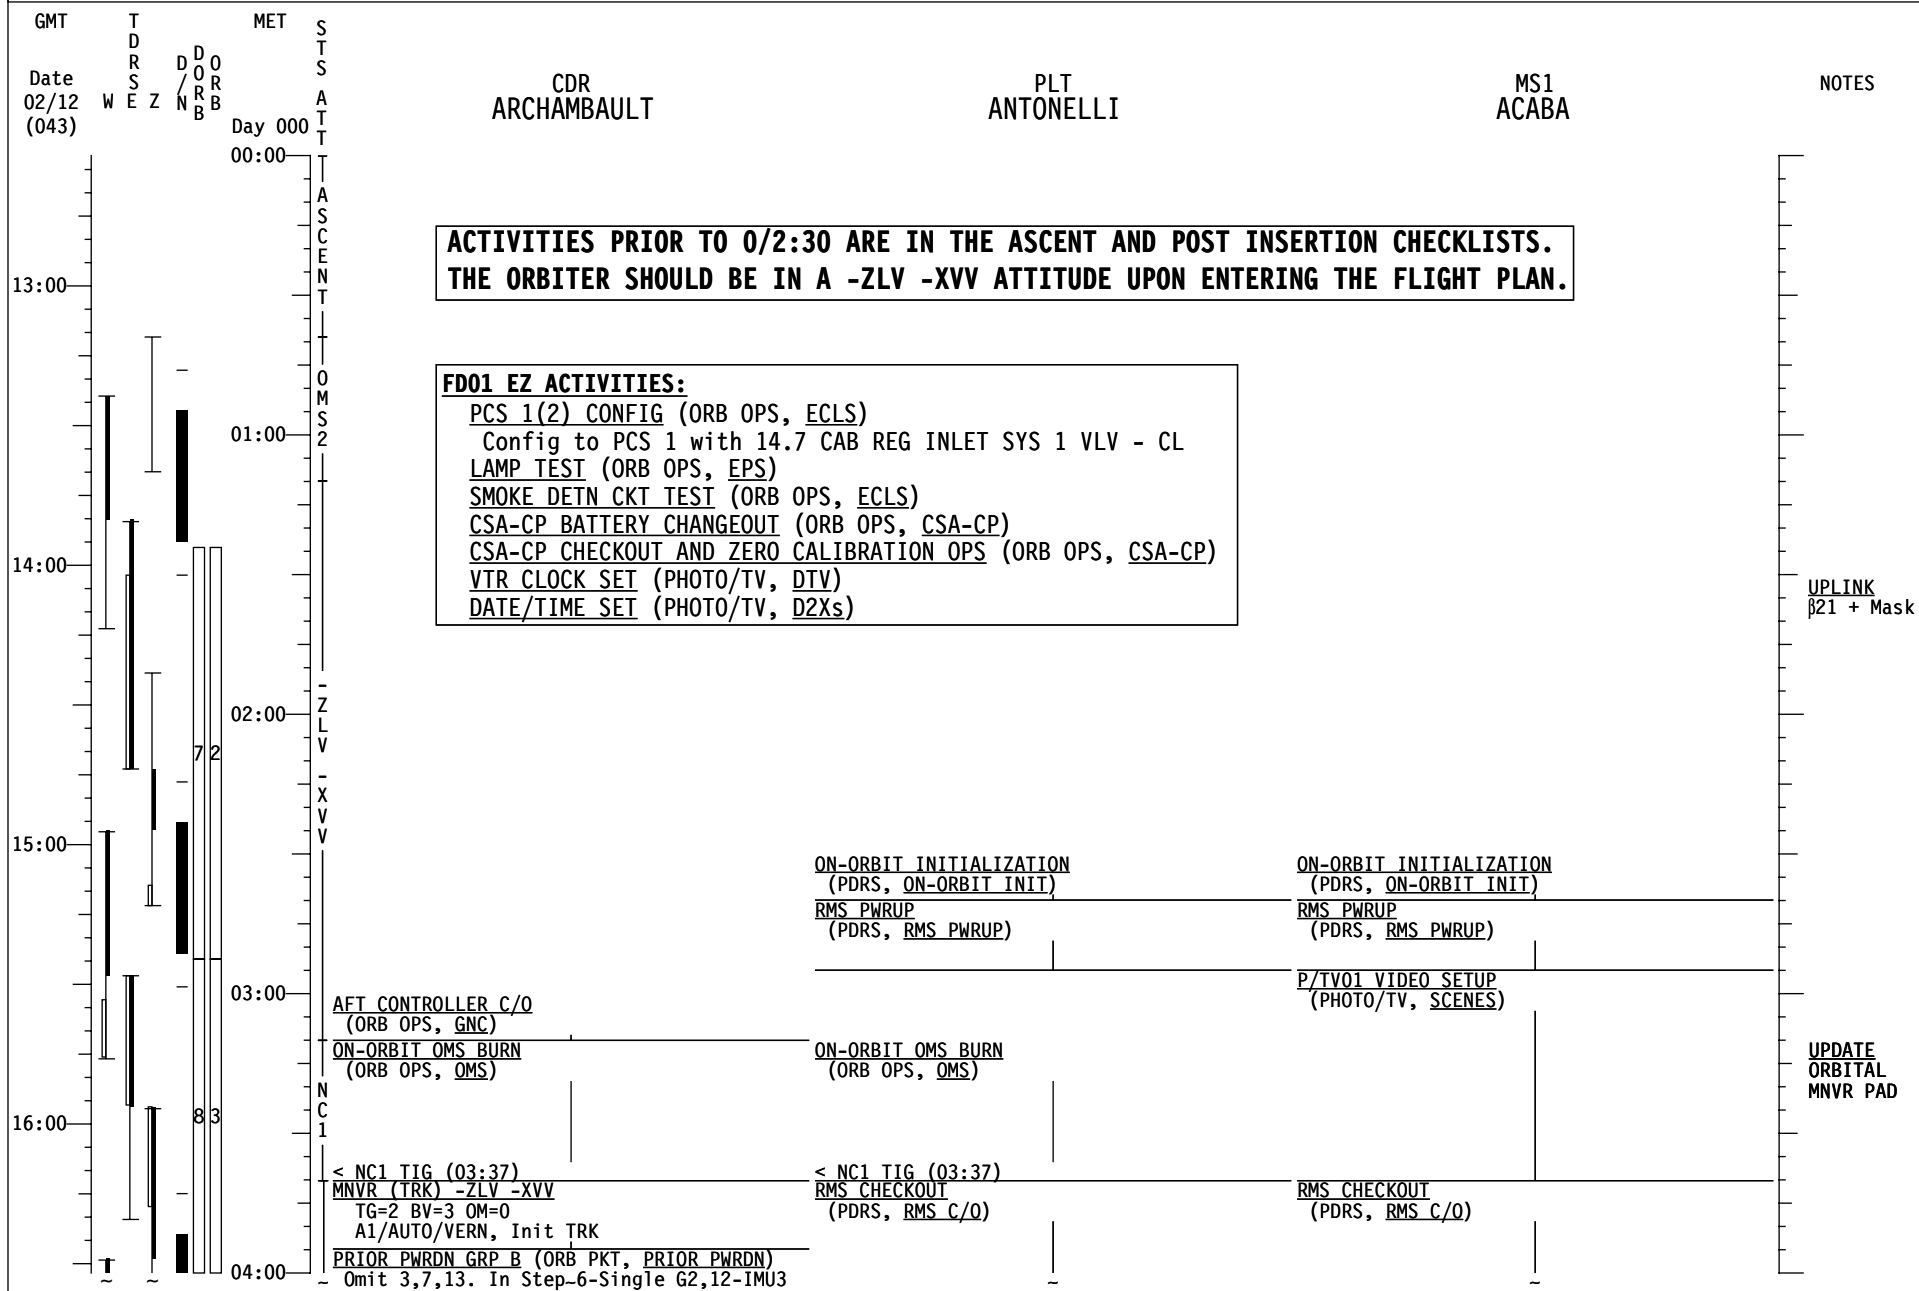 GMT
TDRS
MET
STS ATT
Date
02/12
(043)
W E Z
D/N
DORB
ORB
Day 000
CDR
ARCHAMBAULT
PLT
ANTONELLI
MS1
ACABA
NOTES
00:00
ASCENT
ACTIVITIES PRIOR TO 0/2:30 ARE IN THE ASCENT AND POST INSERTION CHECKLISTS.
THE ORBITER SHOULD BE IN A -ZLV -XVV ATTITUDE UPON ENTERING THE FLIGHT PLAN.
13:00
FD01 EZ ACTIVITIES:
PCS 1(2) CONFIG (ORB OPS, ECLS)
Config to PCS 1 with 14.7 CAB REG INLET SYS 1 VLV - CL
LAMP TEST (ORB OPS, EPS)
SMOKE DETN CKT TEST (ORB OPS, ECLS)
CSA-CP BATTERY CHANGEOUT (ORB OPS, CSA-CP)
CSA-CP CHECKOUT AND ZERO CALIBRATION OPS (ORB OPS, CSA-CP)
VTR CLOCK SET (PHOTO/TV, DTV)
DATE/TIME SET (PHOTO/TV, D2Xs)
OMS2
01:00
14:00
UPLINK
β21 + Mask
-ZLV -XVV
02:00
7 2
15:00
ON-ORBIT INITIALIZATION
(PDRS, ON-ORBIT INIT)
RMS PWRUP
(PDRS, RMS PWRUP)
ON-ORBIT INITIALIZATION
(PDRS, ON-ORBIT INIT)
RMS PWRUP
(PDRS, RMS PWRUP)
P/TV01 VIDEO SETUP
(PHOTO/TV, SCENES)
03:00
AFT CONTROLLER C/O
(ORB OPS, GNC)
ON-ORBIT OMS BURN
(ORB OPS, OMS)
ON-ORBIT OMS BURN
(ORB OPS, OMS)
UPDATE
ORBITAL
MNVR PAD
NC1
16:00
8 3
< NC1 TIG (03:37)
MNVR (TRK) -ZLV -XVV
TG=2 BV=3 OM=0
A1/AUTO/VERN, Init TRK
< NC1 TIG (03:37)
RMS CHECKOUT
(PDRS, RMS C/O)
RMS CHECKOUT
(PDRS, RMS C/O)
PRIOR PWRDN GRP B (ORB PKT, PRIOR PWRDN)
04:00
~ ~ ~ Omit 3,7,13. In Step~6-Single G2,12-IMU3 ~ ~